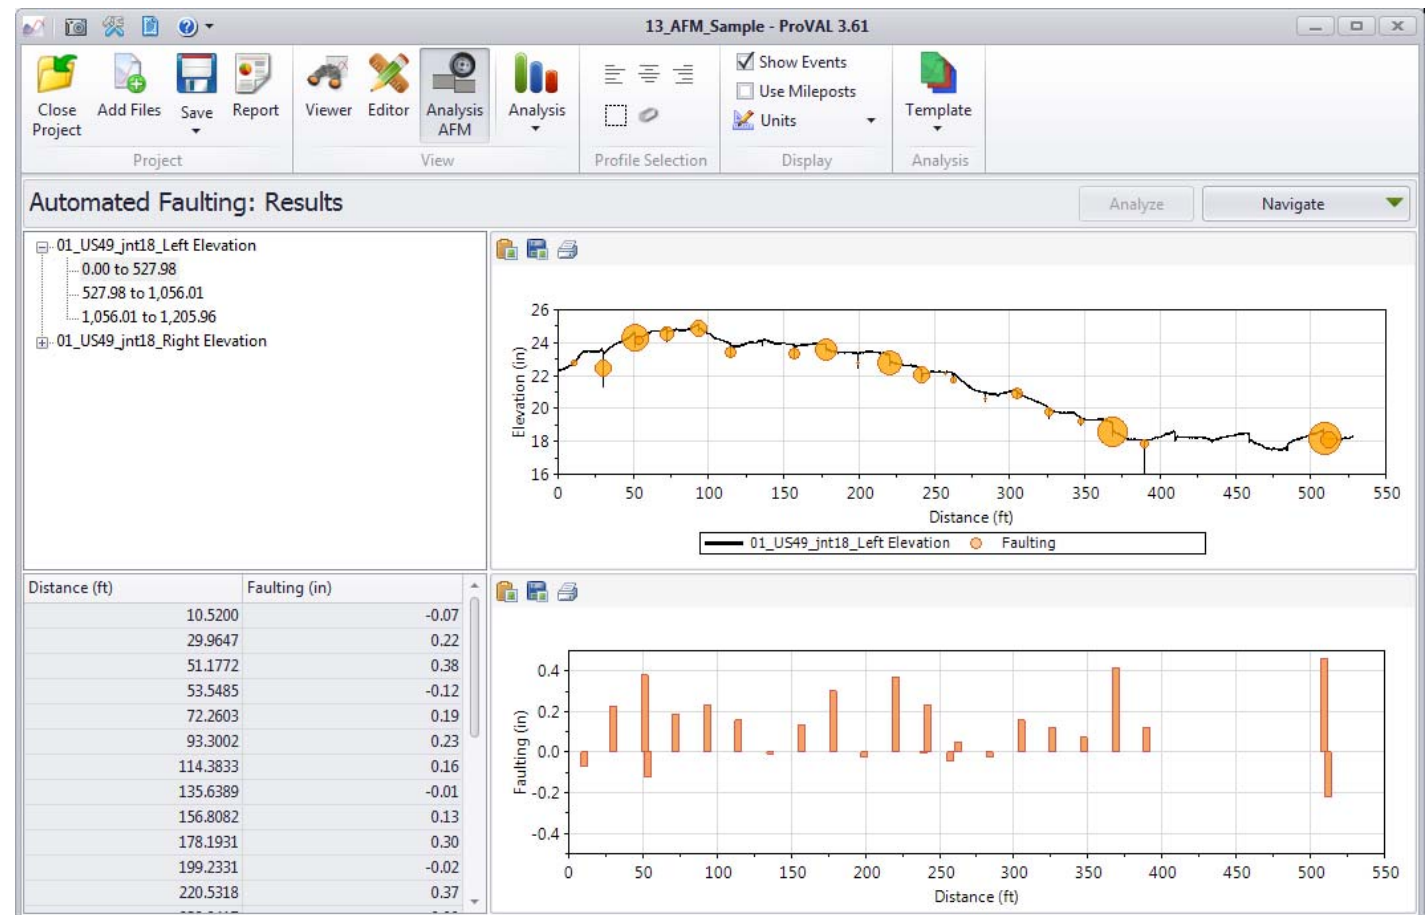 13_AFM_Sample - ProVAL 3.61
Close Project
Add Files
Save
Report
Project
Viewer
Editor
Analysis AFM
Analysis
View
Profile Selection
Show Events
Use Mileposts
Units
Display
Template
Analysis
Automated Faulting: Results
Analyze
Navigate
01_US49_jnt18_Left Elevation
0.00 to 527.98
527.98 to 1,056.01
1,056.01 to 1,205.96
01_US49_jnt18_Right Elevation
26
24
22
20
18
16
Elevation (in)
0 50 100 150 200 250 300 350 400 450 500 550
Distance (ft)
01_US49_jnt18_Left Elevation Faulting
Distance (ft) Faulting (in)
10.5200 -0.07
29.9647 0.22
51.1772 0.38
53.5485 -0.12
72.2603 0.19
93.3002 0.23
114.3833 0.16
135.6389 -0.01
156.8082 0.13
178.1931 0.30
199.2331 -0.02
220.5318 0.37
0.4
0.2
0.0
-0.2
-0.4
Faulting (in)
0 50 100 150 200 250 300 350 400 450 500 550
Distance (ft)